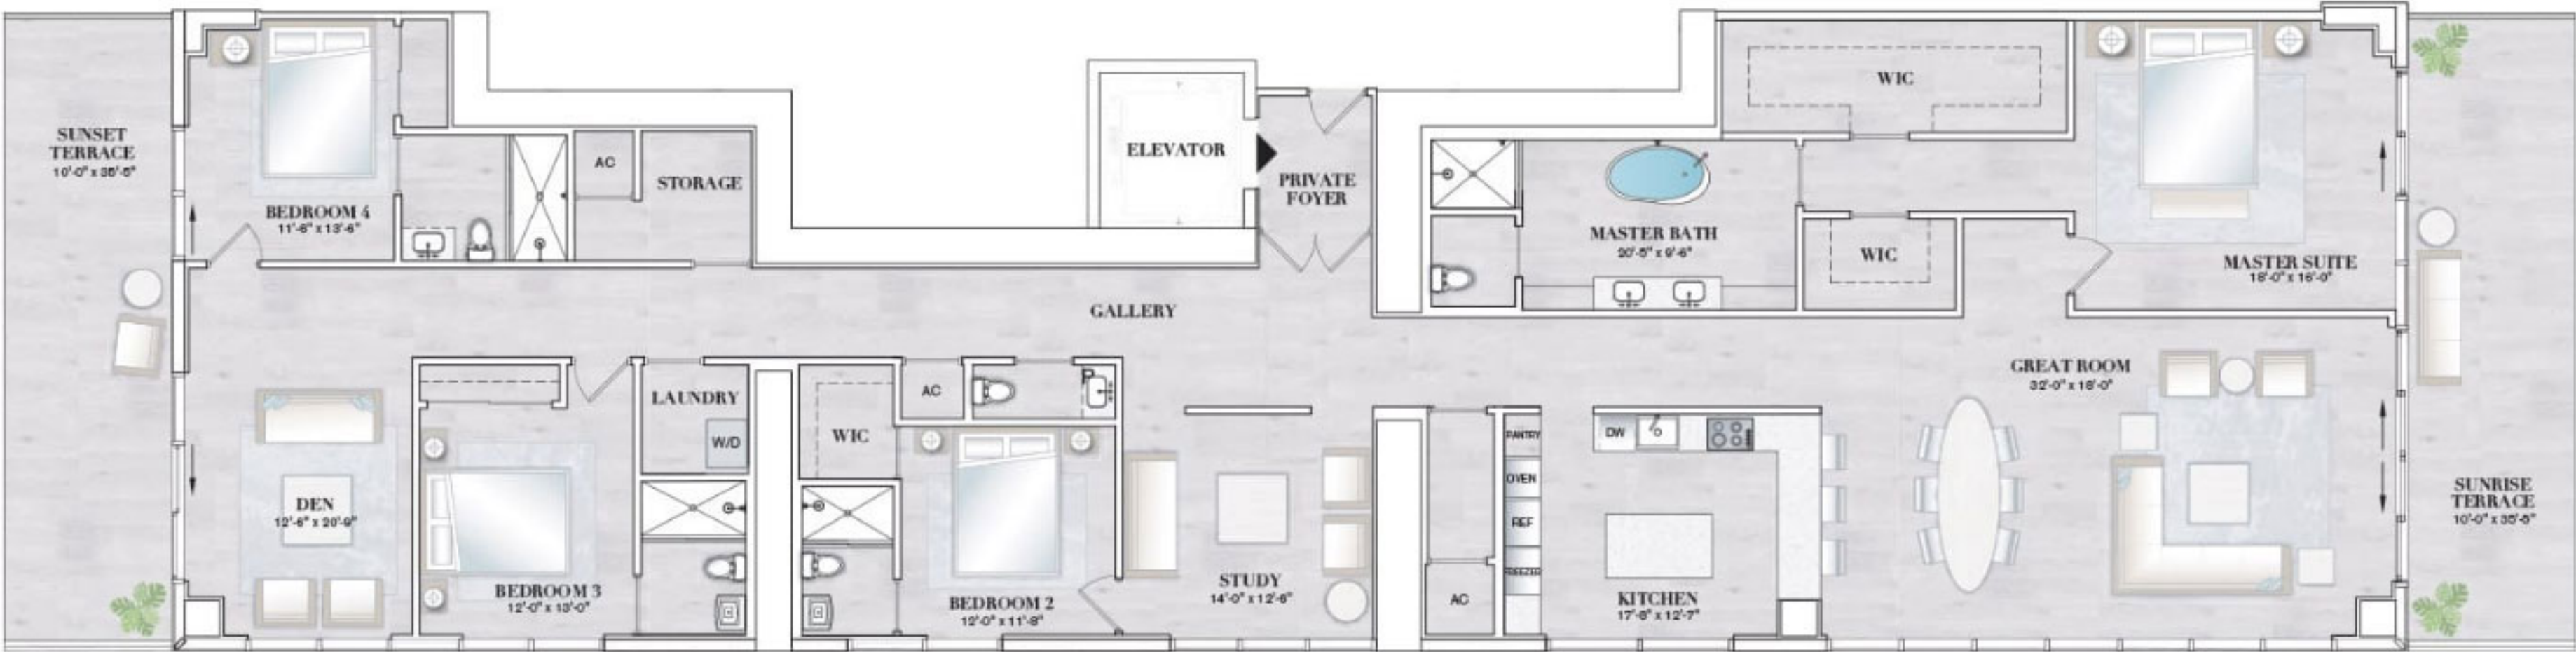 SUNSET
TERRACE
10'-0" x 35'-5"
BEDROOM 4
11'-6" x 13'-6"
AC
STORAGE
ELEVATOR
PRIVATE
FOYER
MASTER BATH
20'-5" x 9'-6"
WIC
WIC
MASTER SUITE
18'-0" x 16'-0"
GALLERY
GREAT ROOM
32'-0" x 18'-0"
DEN
12'-6" x 20'-9"
BEDROOM 3
12'-0" x 13'-0"
LAUNDRY
W/D
WIC
AC
BEDROOM 2
12'-0" x 11'-8"
STUDY
14'-0" x 12'-6"
AC
PANTRY
OVEN
REF
FREEZER
DW
KITCHEN
17'-8" x 12'-7"
SUNRISE
TERRACE
10'-0" x 35'-5"